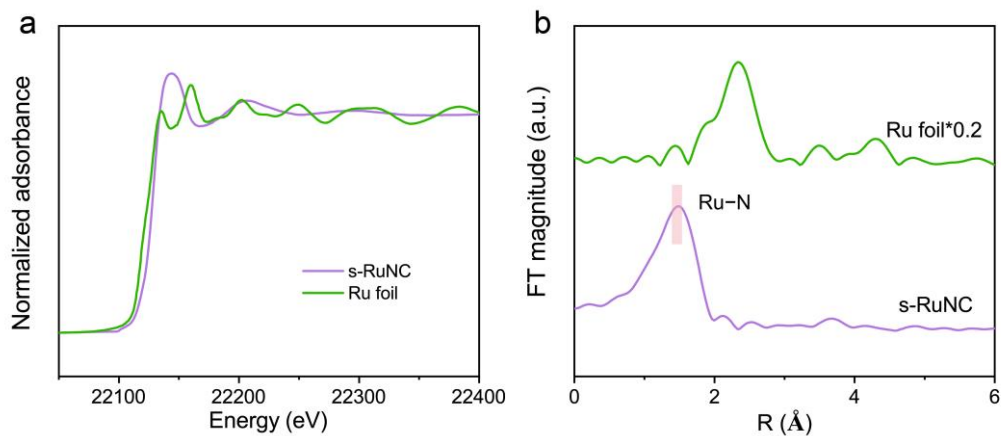 a
Normalized adsorbance
s-RuNC
Ru foil
22100 22200 22300 22400
Energy (eV)
b
FT magnitude (a.u.)
Ru foil*0.2
Ru−N
s-RuNC
0 2 4 6
R (Å)